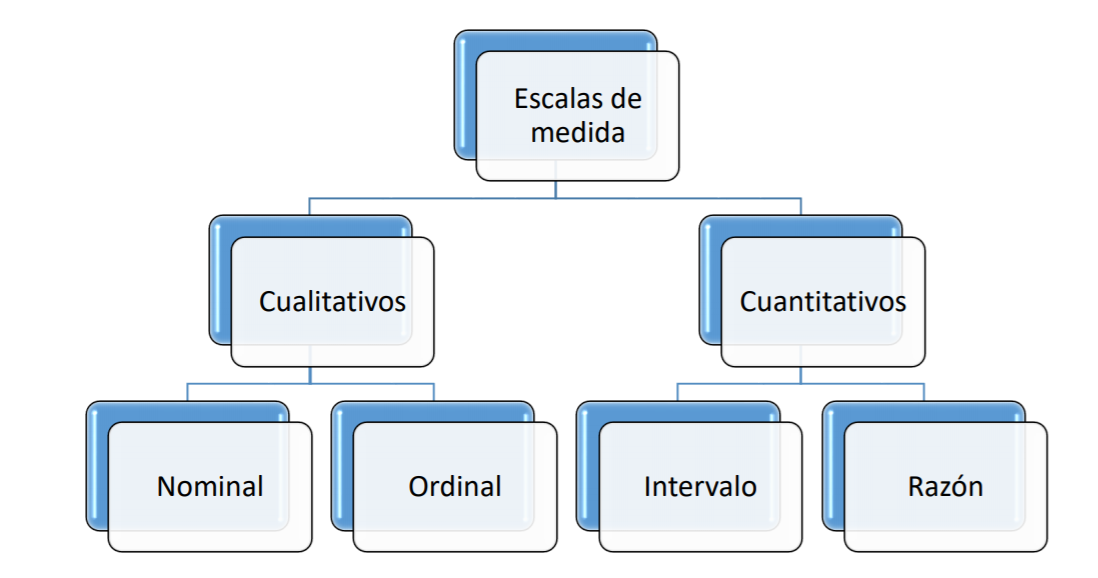 Escalas de
medida
Cualitativos
Cuantitativos
Nominal
Ordinal
Intervalo
Razón